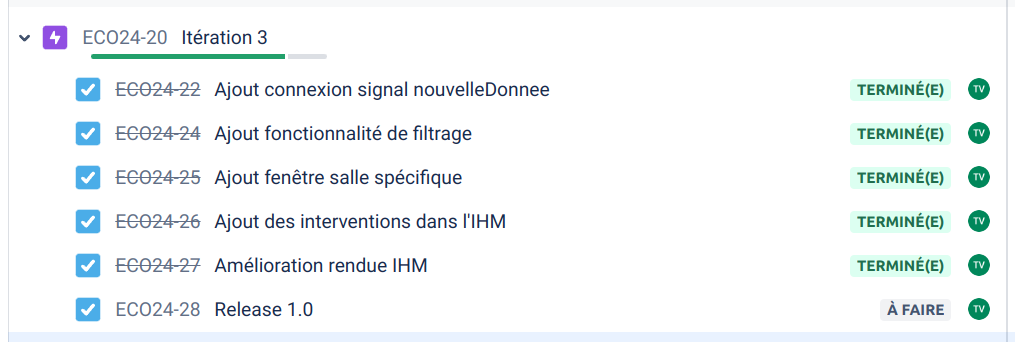 ECO24-20 Itération 3
ECO24-22 Ajout connexion signal nouvelleDonnee TERMINÉ(E) TV
ECO24-24 Ajout fonctionnalité de filtrage TERMINÉ(E) TV
ECO24-25 Ajout fenêtre salle spécifique TERMINÉ(E) TV
ECO24-26 Ajout des interventions dans l'IHM TERMINÉ(E) TV
ECO24-27 Amélioration rendue IHM TERMINÉ(E) TV
ECO24-28 Release 1.0 À FAIRE TV